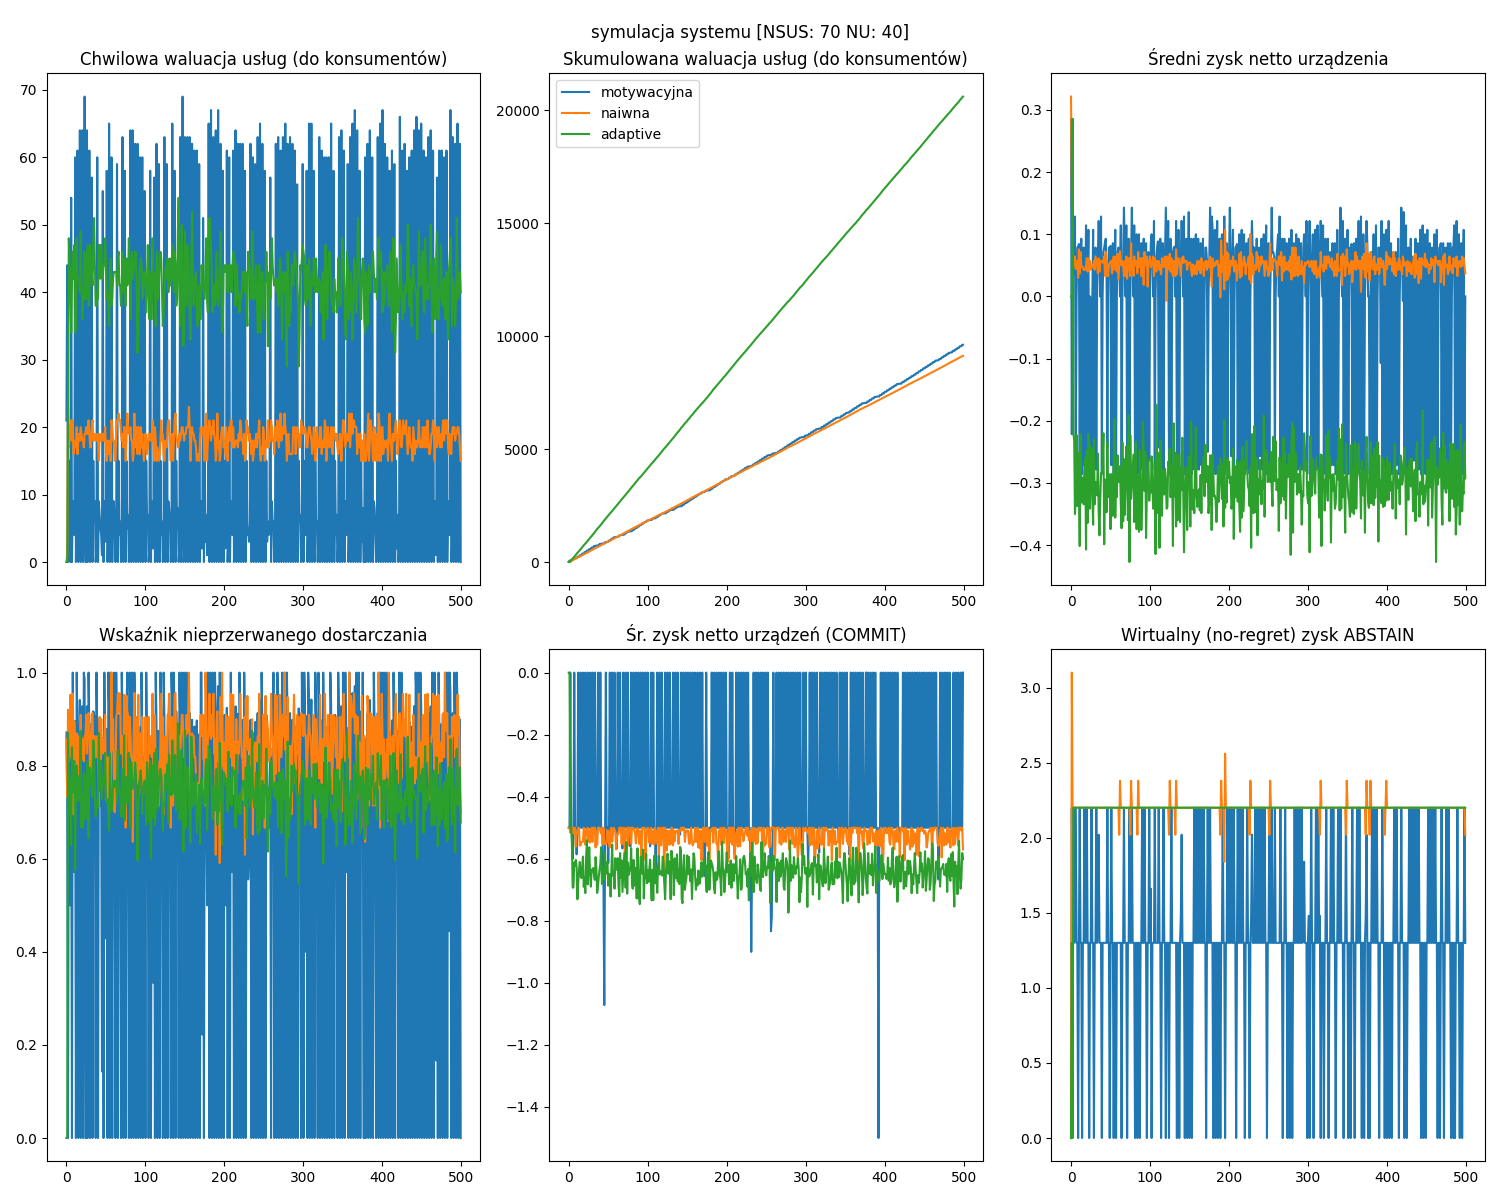 symulacja systemu [NSUS: 70 NU: 40]
Chwilowa waluacja usług (do konsumentów)
70
60
50
40
30
20
10
0
0 100 200 300 400 500
Skumulowana waluacja usług (do konsumentów)
motywacyjna
naiwna
adaptive
20000
15000
10000
5000
0
0 100 200 300 400 500
Średni zysk netto urządzenia
0.3
0.2
0.1
0.0
−0.1
−0.2
−0.3
−0.4
0 100 200 300 400 500
Wskaźnik nieprzerwanego dostarczania
1.0
0.8
0.6
0.4
0.2
0.0
0 100 200 300 400 500
Śr. zysk netto urządzeń (COMMIT)
0.0
−0.2
−0.4
−0.6
−0.8
−1.0
−1.2
−1.4
0 100 200 300 400 500
Wirtualny (no-regret) zysk ABSTAIN
3.0
2.5
2.0
1.5
1.0
0.5
0.0
0 100 200 300 400 500